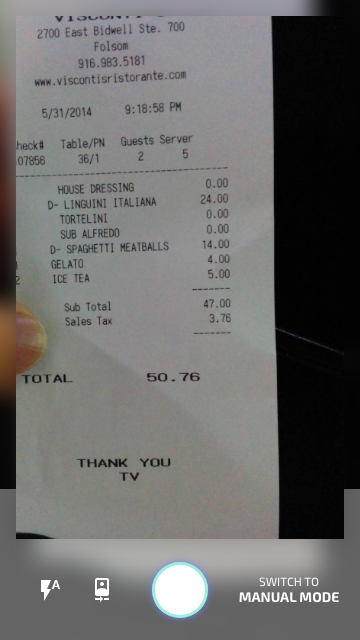 VISCONTI'S
2700 East Bidwell Ste. 700
Folsom
916.983.5181
www.viscontisristorante.com
5/31/2014 9:18:58 PM
heck# Table/PN Guests Server
07856 36/1 2 5
HOUSE DRESSING 0.00
D- LINGUINI ITALIANA 24.00
TORTELINI 0.00
SUB ALFREDO 0.00
D- SPAGHETTI MEATBALLS 14.00
GELATO 4.00
2 ICE TEA 5.00
Sub Total 47.00
Sales Tax 3.76
TOTAL 50.76
THANK YOU
TV
A
SWITCH TO
MANUAL MODE